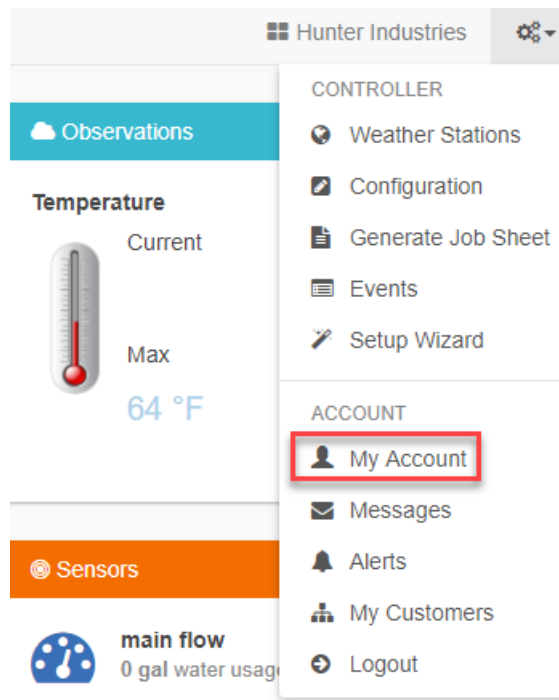 Hunter Industries
Observations
Temperature
Current
Max
64 °F
Sensors
main flow
0 gal water usag
CONTROLLER
Weather Stations
Configuration
Generate Job Sheet
Events
Setup Wizard
ACCOUNT
My Account
Messages
Alerts
My Customers
Logout